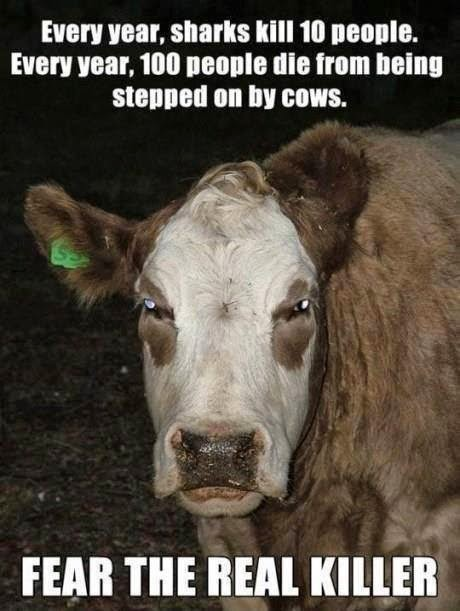 Every year, sharks kill 10 people.
Every year, 100 people die from being
stepped on by cows.
FEAR THE REAL KILLER